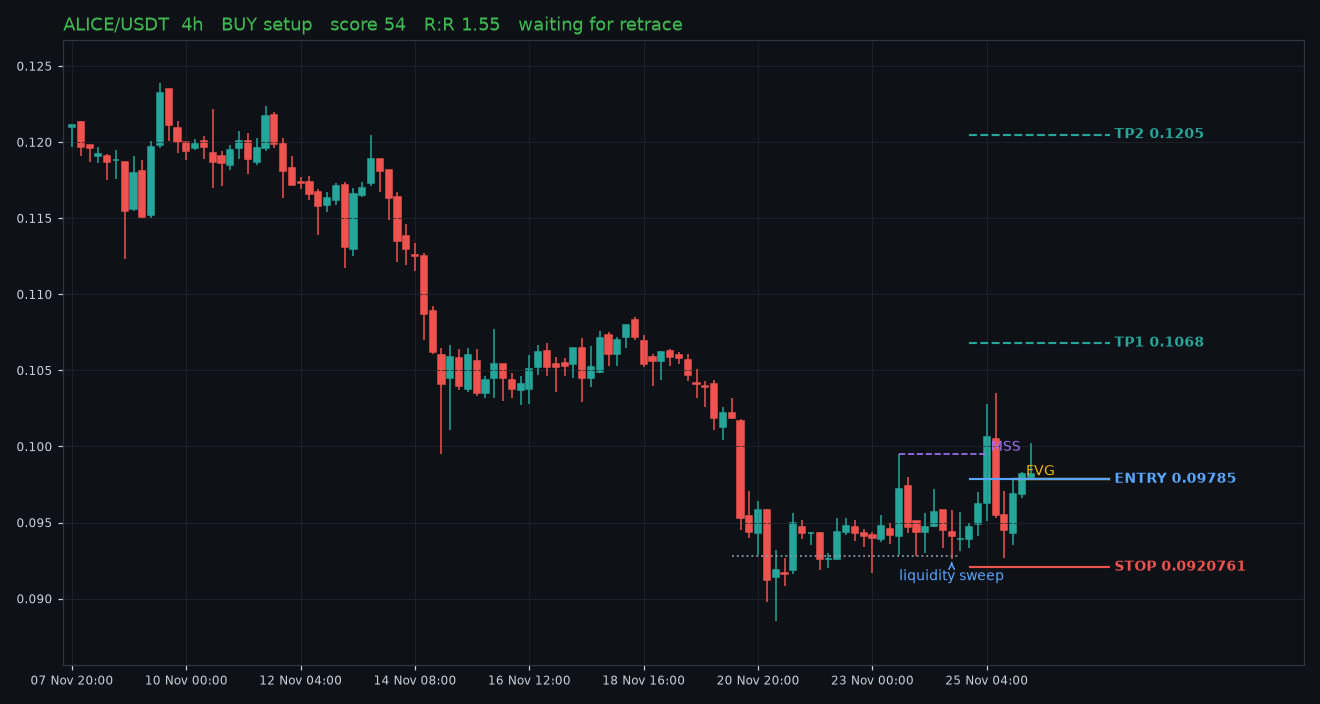 ALICE/USDT 4h BUY setup score 54 R:R 1.55 waiting for retrace
0.125
0.120
0.115
0.110
0.105
0.100
0.095
0.090
TP2 0.1205
TP1 0.1068
MSS
FVG
ENTRY 0.09785
STOP 0.0920761
liquidity sweep
07 Nov 20:00 10 Nov 00:00 12 Nov 04:00 14 Nov 08:00 16 Nov 12:00 18 Nov 16:00 20 Nov 20:00 23 Nov 00:00 25 Nov 04:00